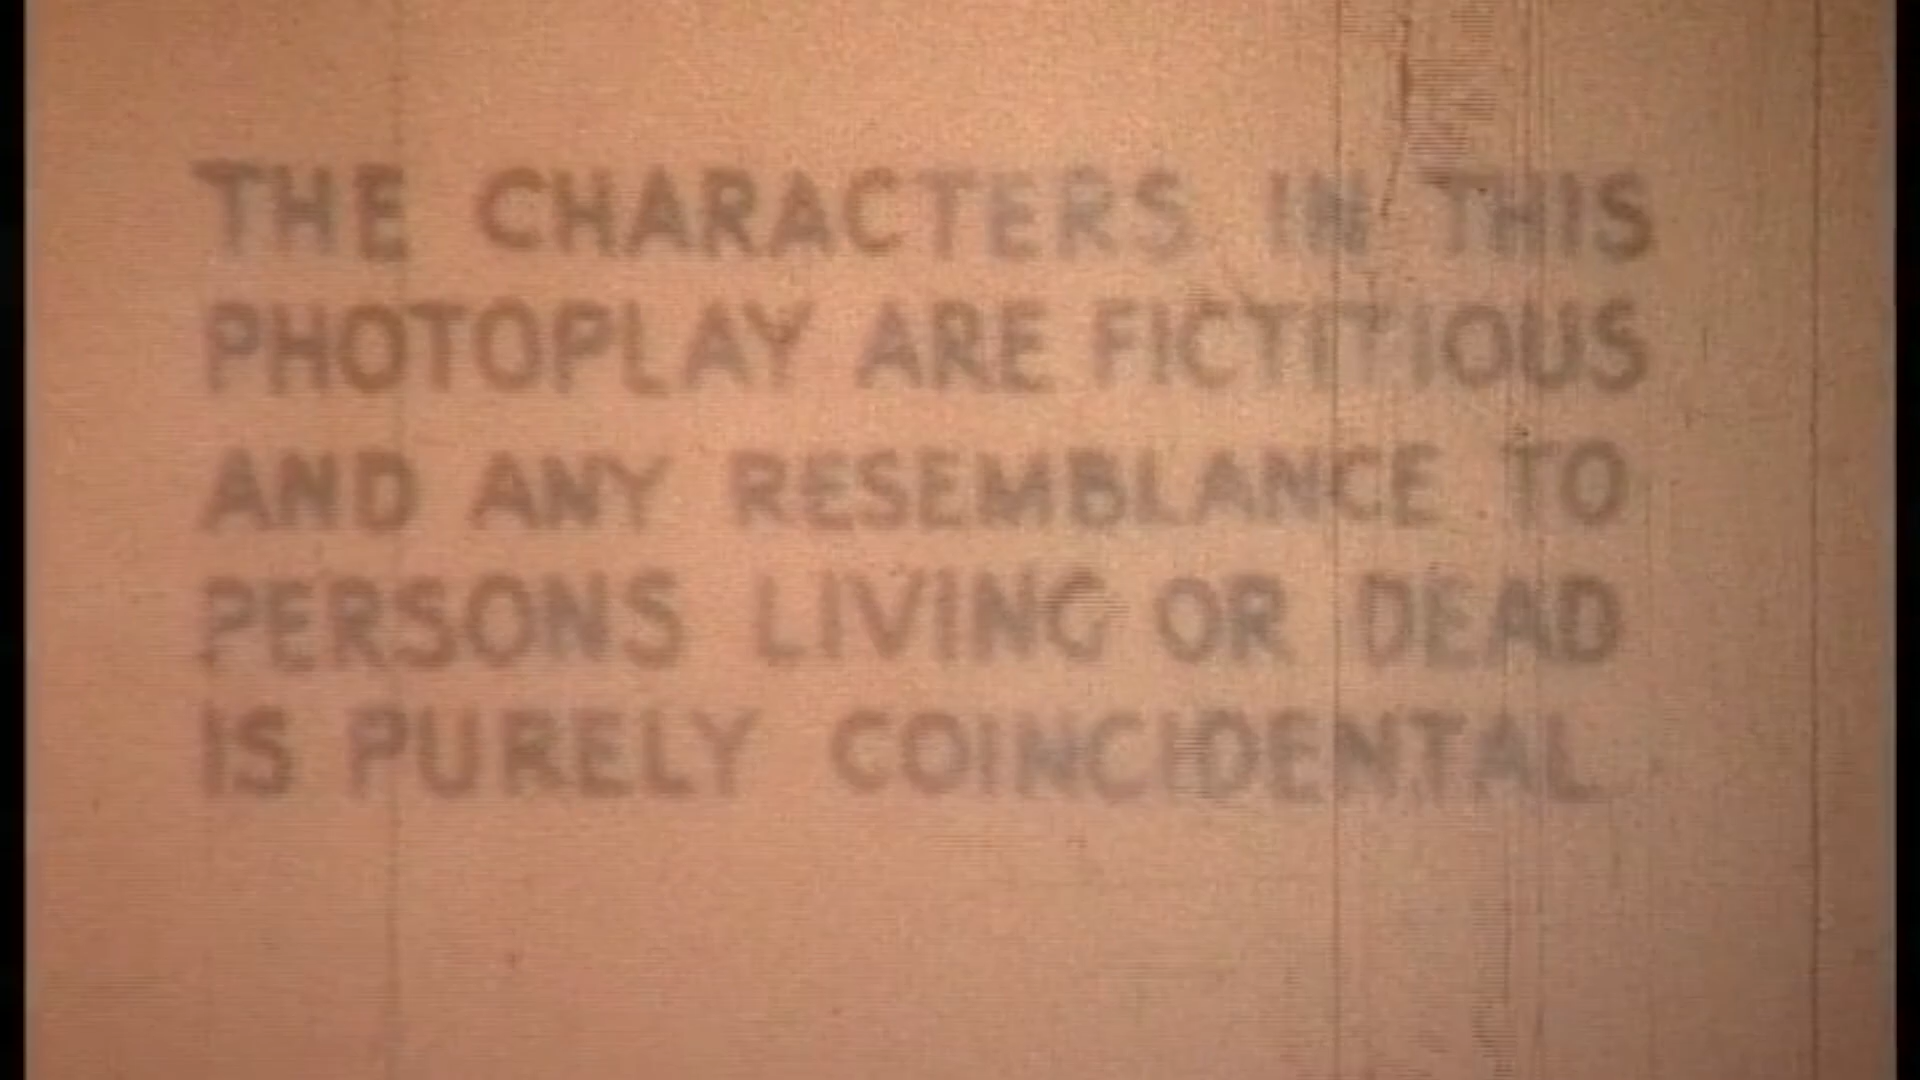 THE CHARACTERS IN THIS
PHOTOPLAY ARE FICTITIOUS
AND ANY RESEMBLANCE TO
PERSONS LIVING OR DEAD
IS PURELY COINCIDENTAL